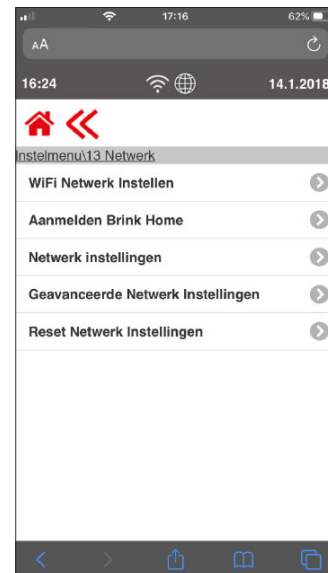 17:16
62%
AA
16:24
14.1.2018
Instelmenu\13 Netwerk
WiFi Netwerk Instellen
Aanmelden Brink Home
Netwerk instellingen
Geavanceerde Netwerk Instellingen
Reset Netwerk Instellingen